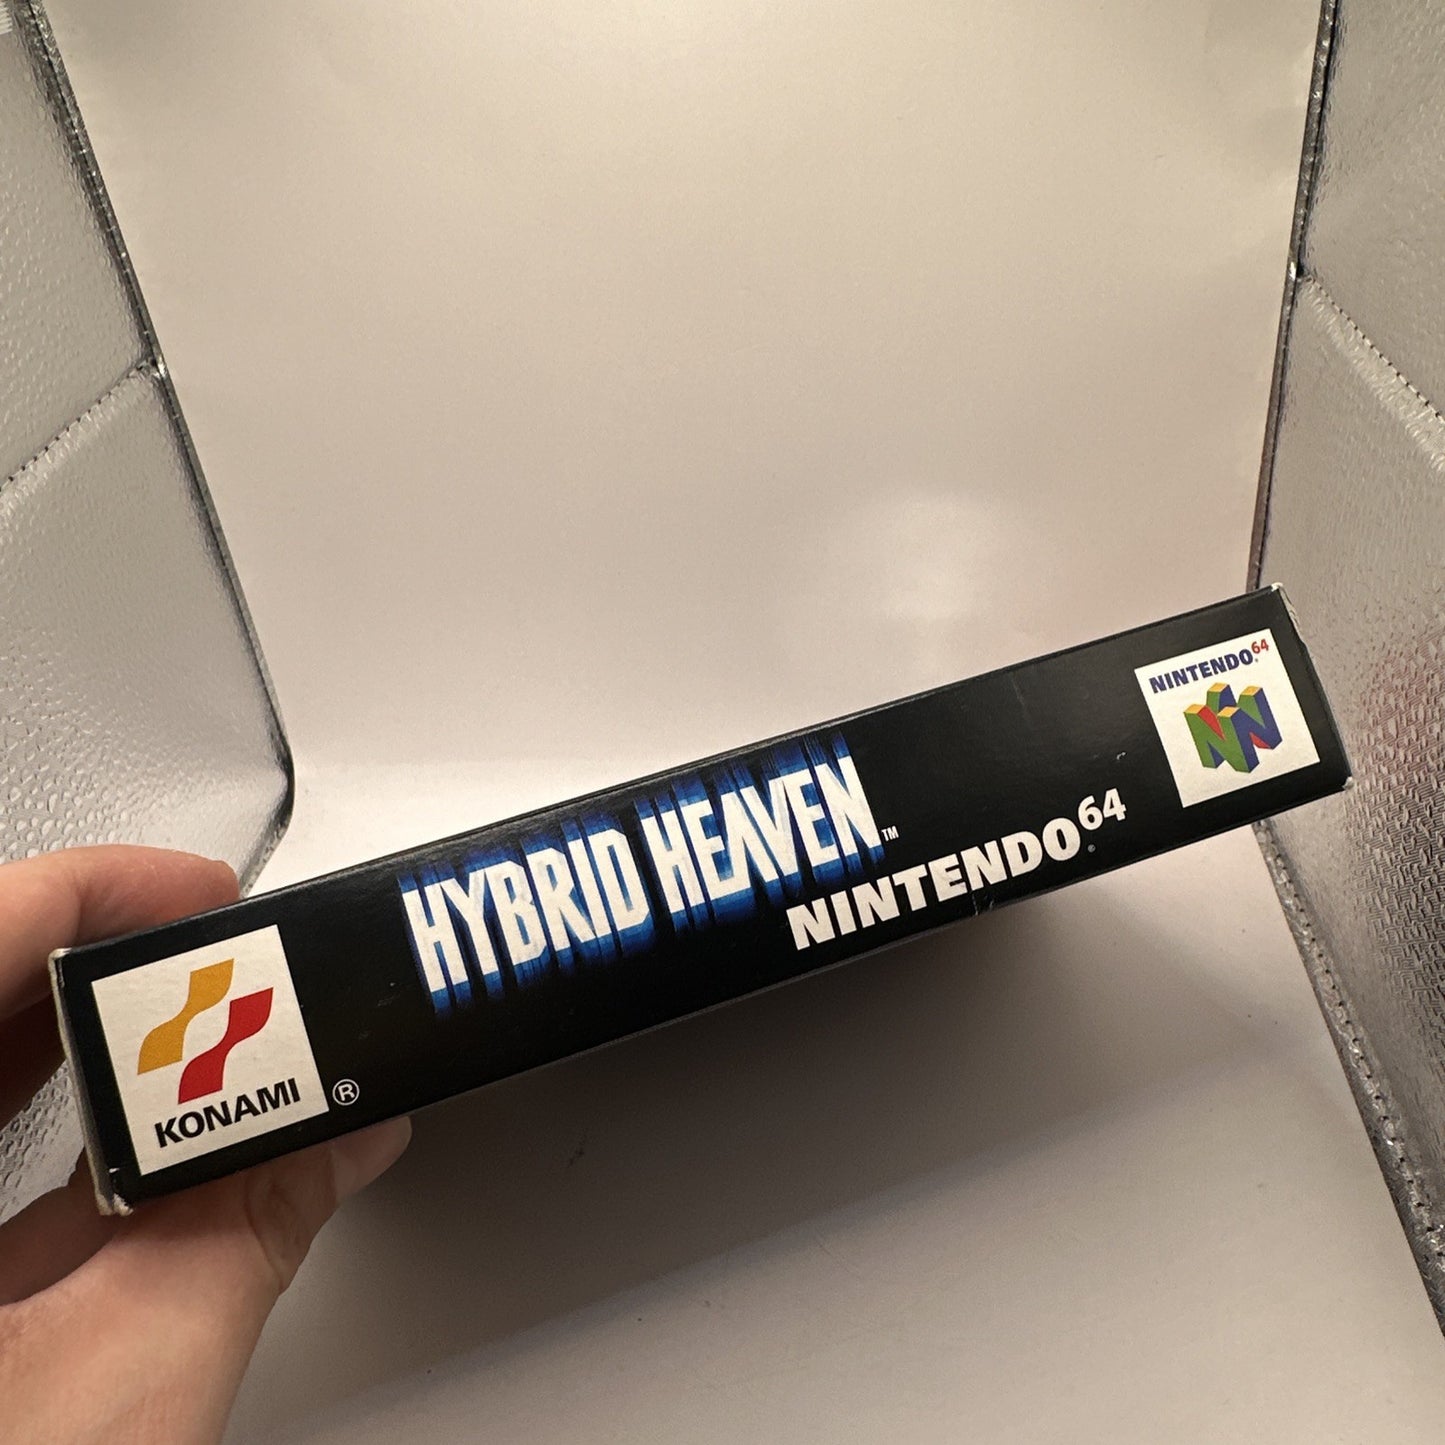 KONAMI ®
HYBRID HEAVEN™
NINTENDO64®
NINTENDO64®